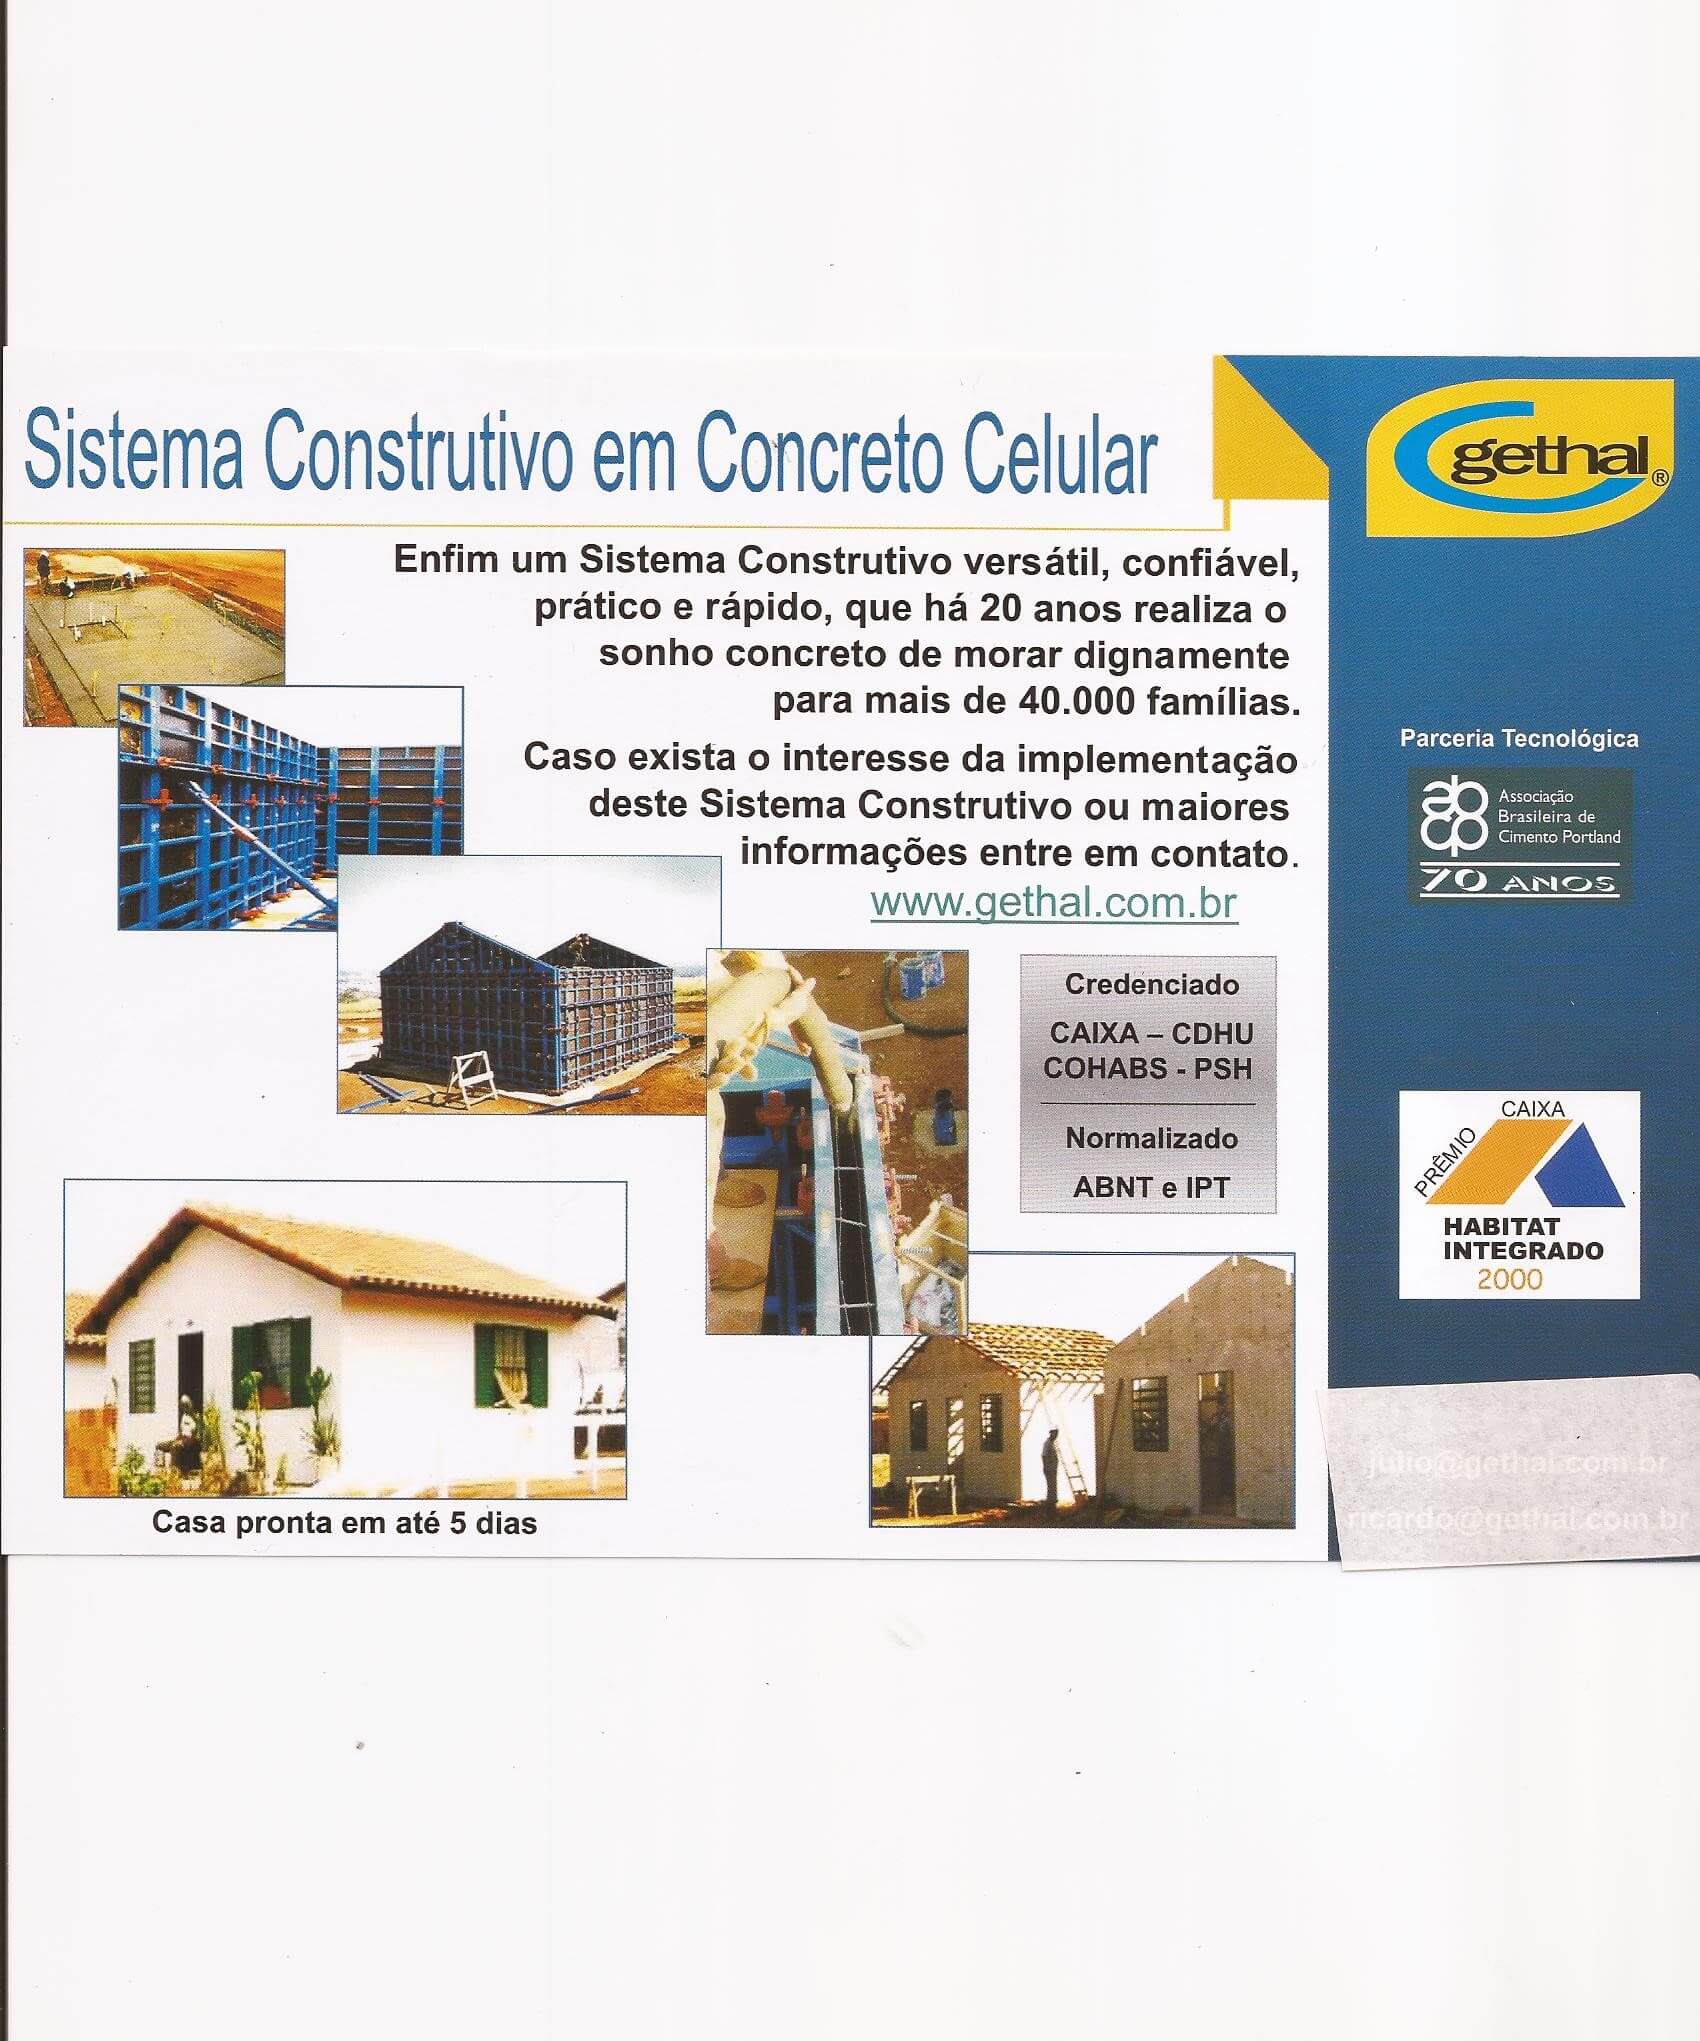 Sistema Construtivo em Concreto Celular
gethal®
Enfim um Sistema Construtivo versátil, confiável,
prático e rápido, que há 20 anos realiza o
sonho concreto de morar dignamente
para mais de 40.000 famílias.
Caso exista o interesse da implementação
deste Sistema Construtivo ou maiores
informações entre em contato.
www.gethal.com.br
Parceria Tecnológica
abcp
Associação
Brasileira de
Cimento Portland
70 ANOS
Credenciado
CAIXA – CDHU
COHABS - PSH
Normalizado
ABNT e IPT
PRÊMIO
CAIXA
HABITAT
INTEGRADO
2000
Casa pronta em até 5 dias
julio@gethal.com.br
ricardo@gethal.com.br